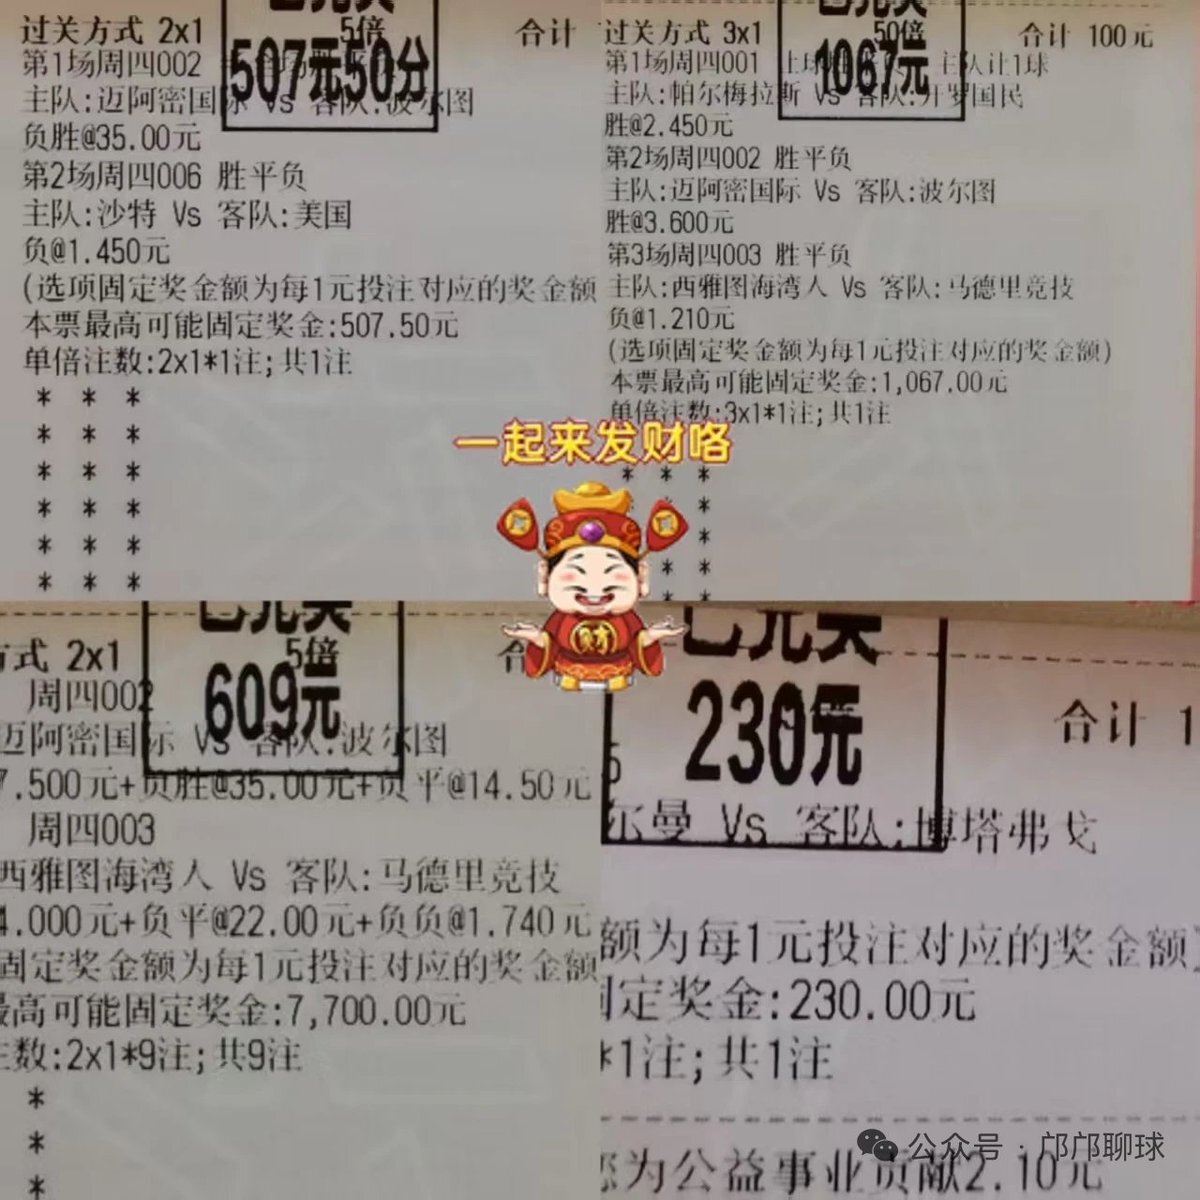 过关方式 2x1
5倍
合计
507元50分
第1场周四002
主队:迈阿密国际 Vs 客队:波尔图
负胜@35.00元
第2场周四006 胜平负
主队:沙特 Vs 客队:美国
负@1.450元
(选项固定奖金额为每1元投注对应的奖金额
本票最高可能固定奖金:507.50元
单倍注数:2x1*1注;共1注
* * *
* * *
* * *
* * *
* * *
* * *
过关方式 3x1
50倍
合计 100元
1067元
第1场周四001
主队让1球
主队:帕尔梅拉斯 Vs 客队:开罗国民
胜@2.450元
第2场周四002 胜平负
主队:迈阿密国际 Vs 客队:波尔图
胜@3.600元
第3场周四003 胜平负
主队:西雅图海湾人 Vs 客队:马德里竞技
负@1.210元
(选项固定奖金额为每1元投注对应的奖金额)
本票最高可能固定奖金:1,067.00元
单倍注数:3x1*1注;共1注
* * *
* *
*
* *
一起来发财咯
财
方式 2x1
5倍
合
609元
周四002
迈阿密国际 Vs 客队:波尔图
7.500元+负胜@35.00元+负平@14.50元
周四003
西雅图海湾人 Vs 客队:马德里竞技
4.000元+负平@22.00元+负负@1.740元
固定奖金额为每1元投注对应的奖金额
最高可能固定奖金:7,700.00元
注数:2x1*9注;共9注
*
*
*
已兑奖
230元
合计 1
尔曼 Vs 客队:博塔弗戈
额为每1元投注对应的奖金额)
固定奖金:230.00元
*1注;共1注
您为公益事业贡献2.10元
公众号 · 邝邝聊球